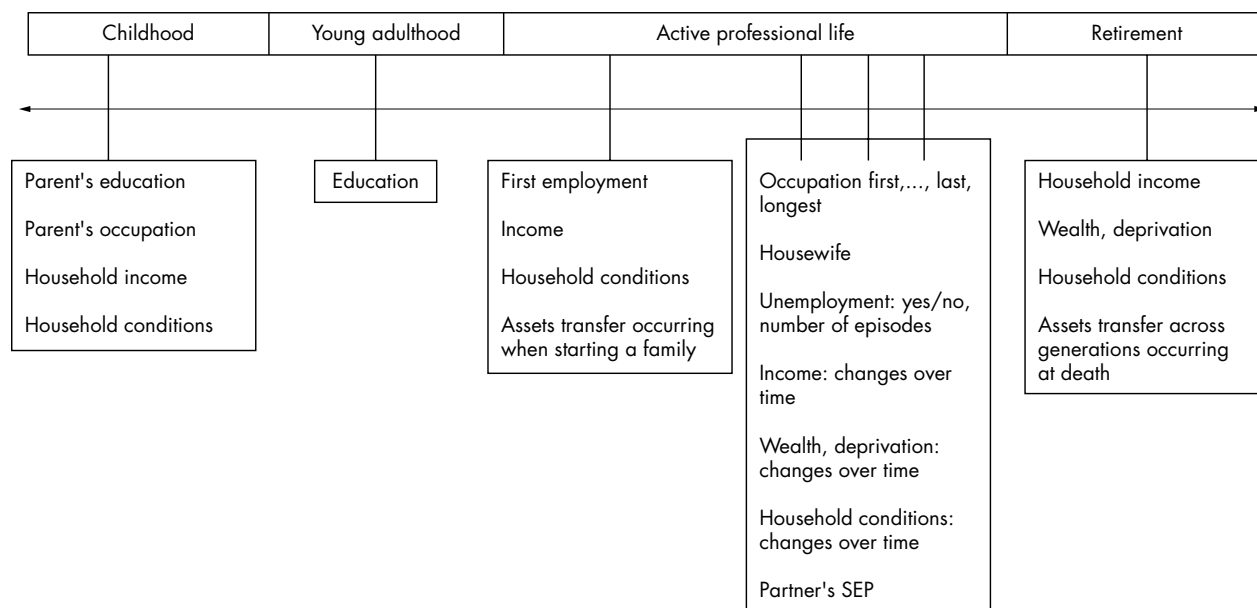 Childhood
Young adulthood
Active professional life
Retirement
Parent's education
Parent's occupation
Household income
Household conditions
Education
First employment
Income
Household conditions
Assets transfer occurring
when starting a family
Occupation first,..., last,
longest
Housewife
Unemployment: yes/no,
number of episodes
Income: changes over
time
Wealth, deprivation:
changes over time
Household conditions:
changes over time
Partner's SEP
Household income
Wealth, deprivation
Household conditions
Assets transfer across
generations occurring
at death